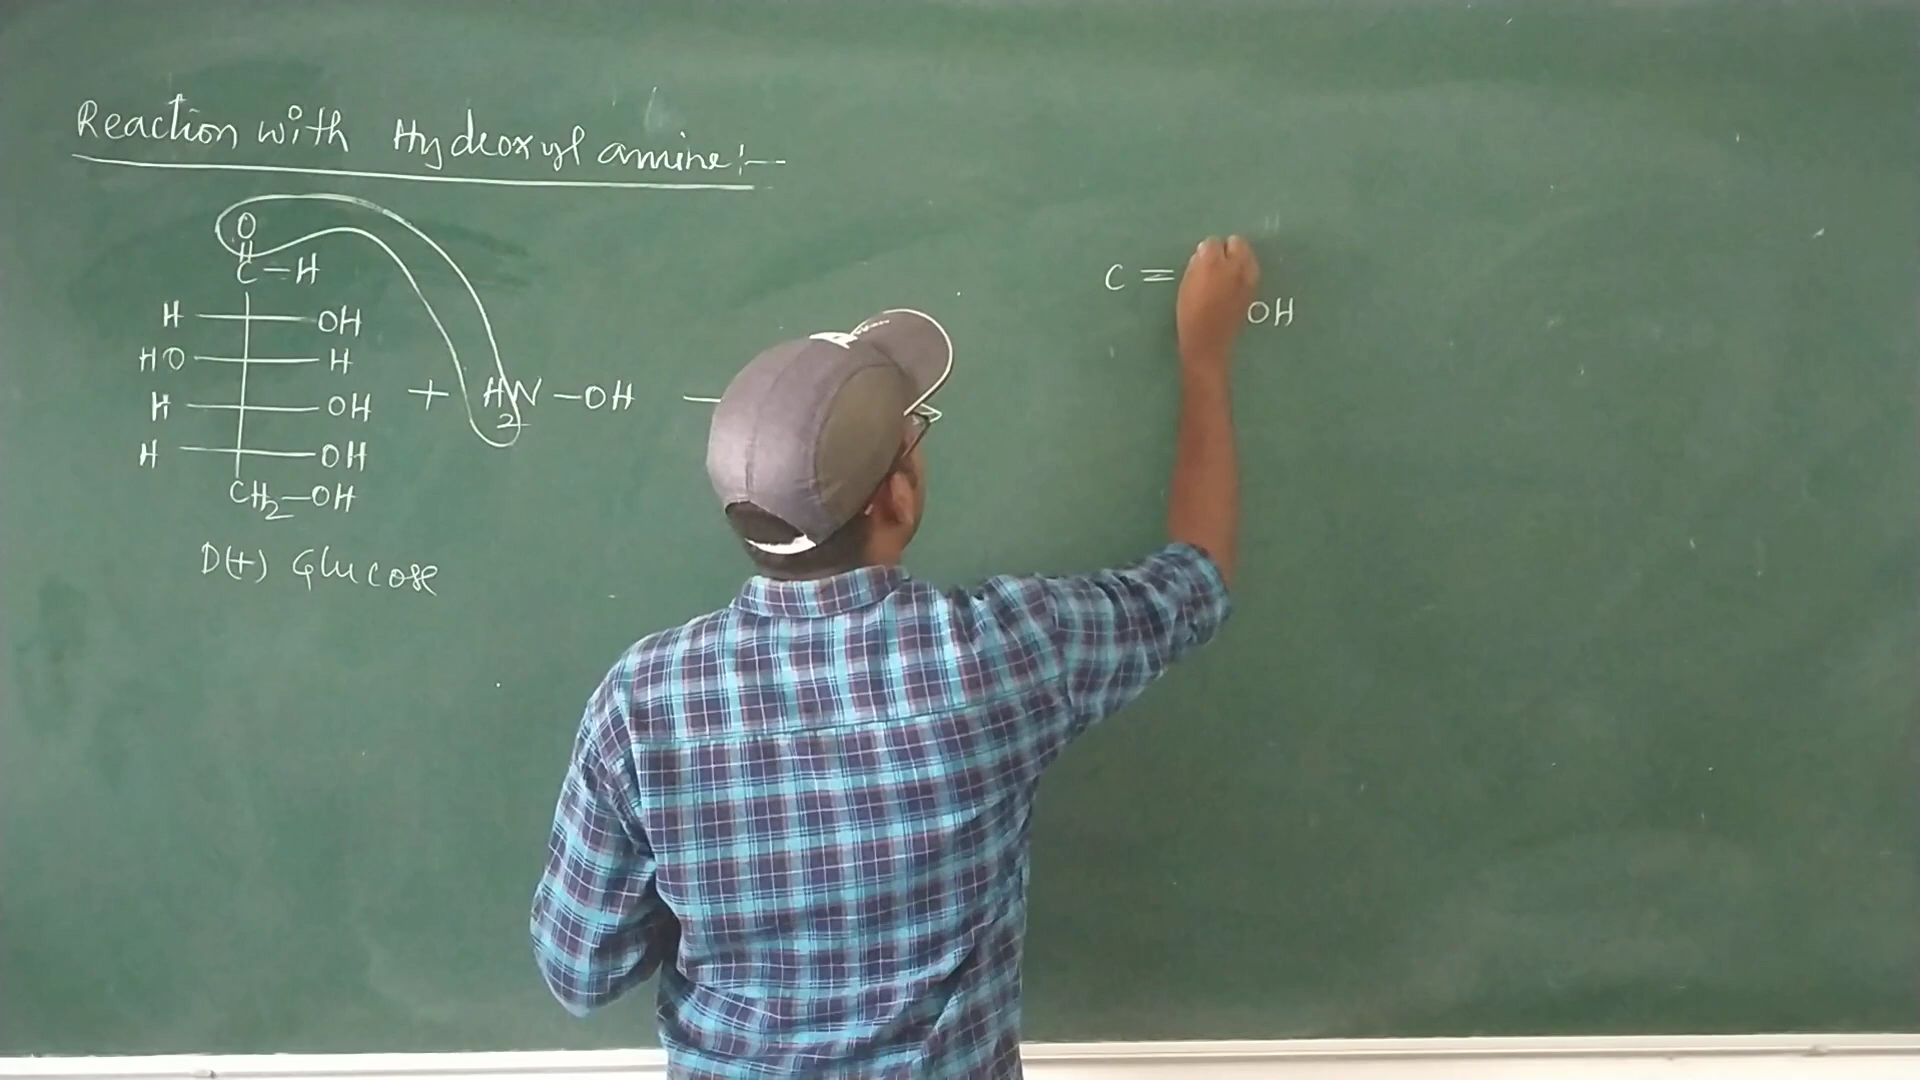 Reaction with Hydroxyl amine:—
O
||
C – H
H OH
HO H
H OH
+ H2N – OH —
H OH
CH2–OH
D(+) Glucose
C =
OH